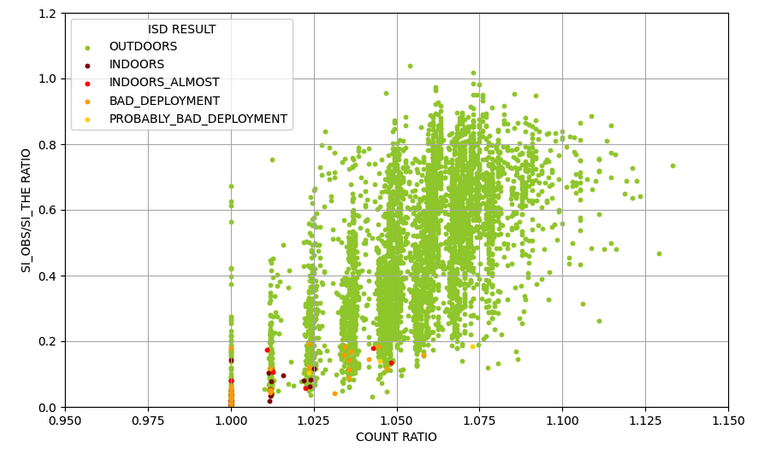 1.2
1.0
0.8
0.6
0.4
0.2
0.0
SI_OBS/SI_THE RATIO
ISD RESULT
OUTDOORS
INDOORS
INDOORS_ALMOST
BAD_DEPLOYMENT
PROBABLY_BAD_DEPLOYMENT
0.950 0.975 1.000 1.025 1.050 1.075 1.100 1.125 1.150
COUNT RATIO